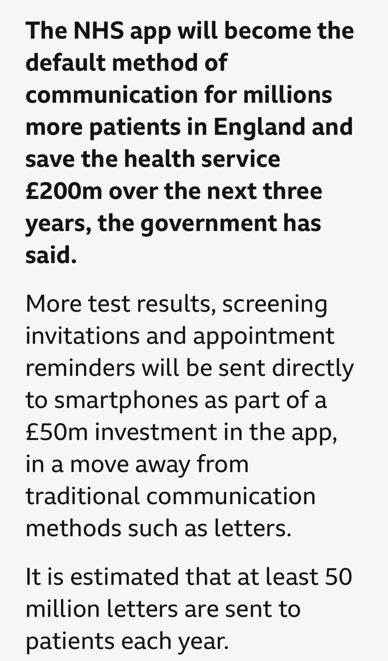 The NHS app will become the
default method of
communication for millions
more patients in England and
save the health service
£200m over the next three
years, the government has
said.
More test results, screening
invitations and appointment
reminders will be sent directly
to smartphones as part of a
£50m investment in the app,
in a move away from
traditional communication
methods such as letters.
It is estimated that at least 50
million letters are sent to
patients each year.